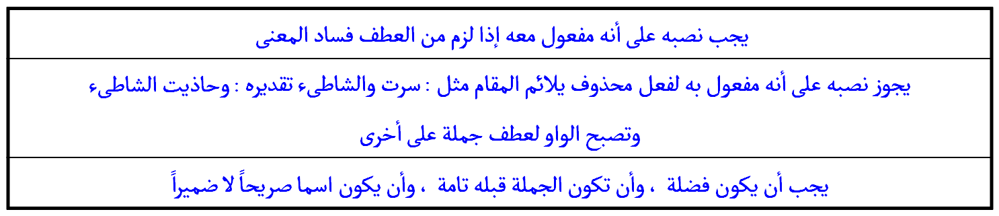 يجب نصبه على أنه مفعول معه إذا لزم من العطف فساد المعنى
يجوز نصبه على أنه مفعول به لفعل محذوف يلائم المقام مثل : سرت والشاطىء تقديره : وحاذيت الشاطىء
وتصبح الواو لعطف جملة على أخرى
يجب أن يكون فضلة ، وأن تكون الجملة قبله تامة ، وأن يكون اسما صريحاً لا ضميراً